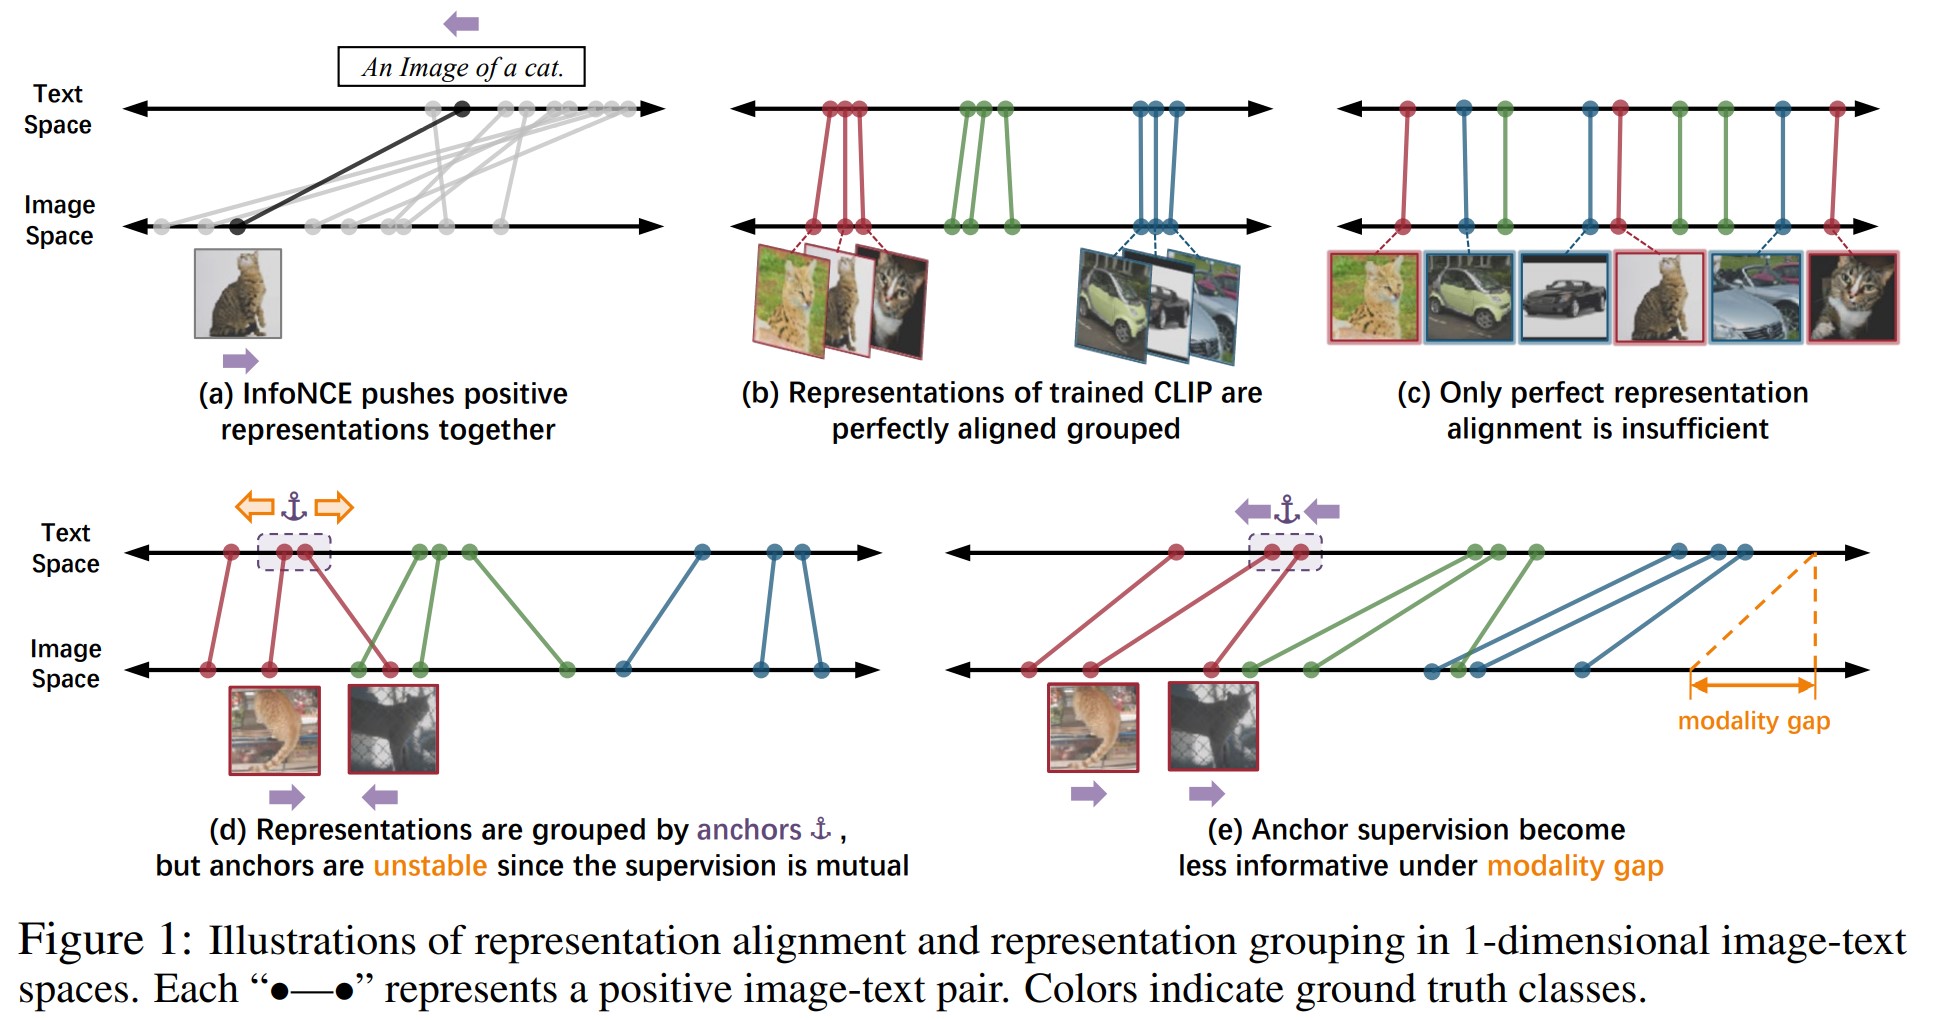 An Image of a cat.
Text
Space
Image
Space
(a) InfoNCE pushes positive
representations together
(b) Representations of trained CLIP are
perfectly aligned grouped
(c) Only perfect representation
alignment is insufficient
Text
Space
Image
Space
modality gap
(d) Representations are grouped by anchors ⚓,
but anchors are unstable since the supervision is mutual
(e) Anchor supervision become
less informative under modality gap
Figure 1: Illustrations of representation alignment and representation grouping in 1-dimensional image-text
spaces. Each “●—●” represents a positive image-text pair. Colors indicate ground truth classes.